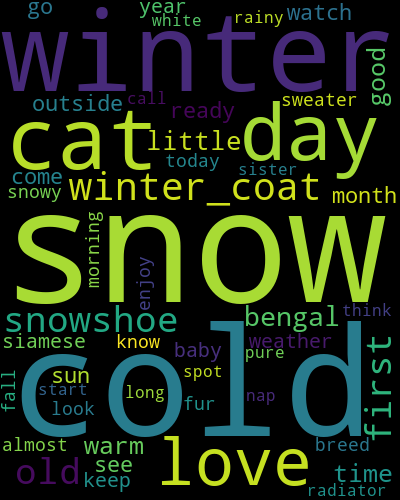 go
year
white
rainy
watch
winter
good
outside
call
ready
sweater
cat
little
day
today
sister
come
snowy
winter_coat
month
morning
snow
enjoy
snowshoe
bengal
think
siamese
know
baby
weather
pure
first
cold
sun
spot
fall
start
long
nap
look
fur
almost
warm
love
breed
old
see
keep
time
radiator